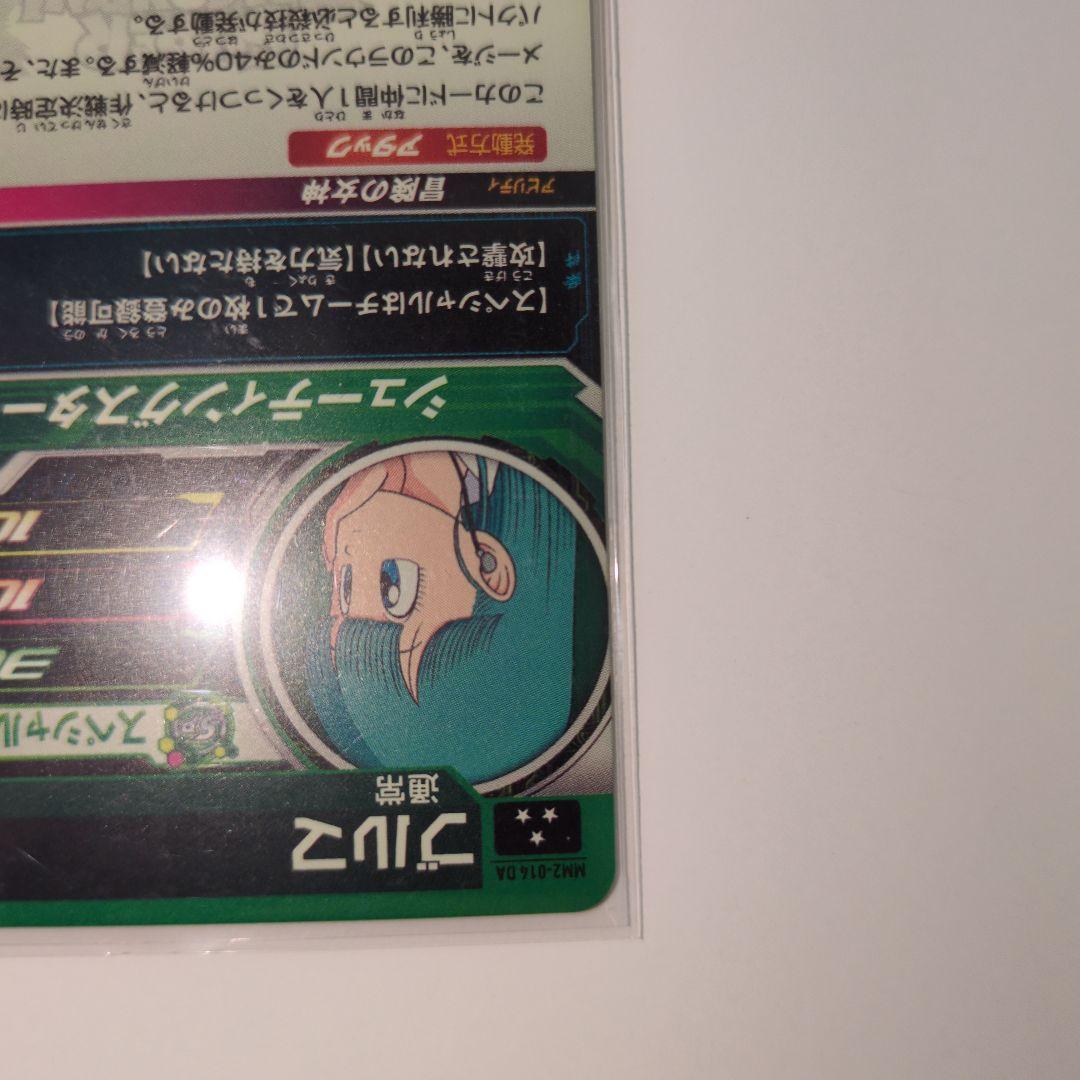 MM2-014 DA
ブルマ
通常
スペシャル
シューティングスター
【スペシャルはチームで1枚のみ登録可能】
【攻撃されない】【気力を持たない】
アビリティ 冒険の女神
発動方式 アタック
このカードに仲間1人をくっつけると、作戦決定時に
メージを、このラウンドのみ40%軽減する。また、そ
パクトに勝利すると必殺技が発動する。